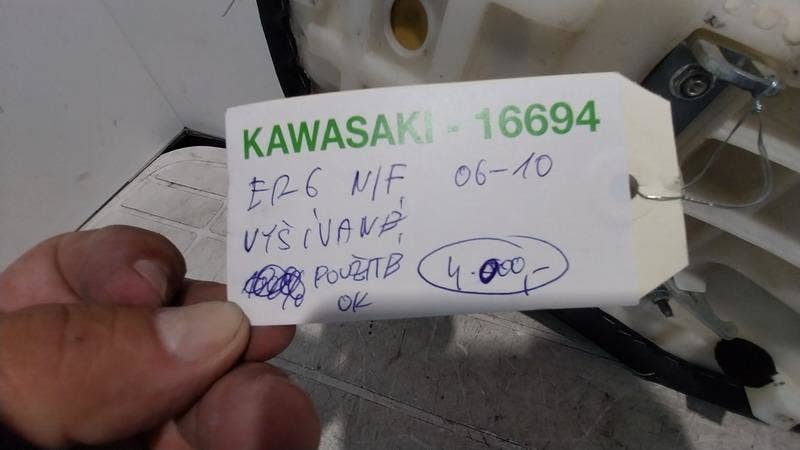 KAWASAKI - 16694
ER6 N/F 06-10
VYŠÍVANÉ
POUŽITÉ 4.000,-
OK